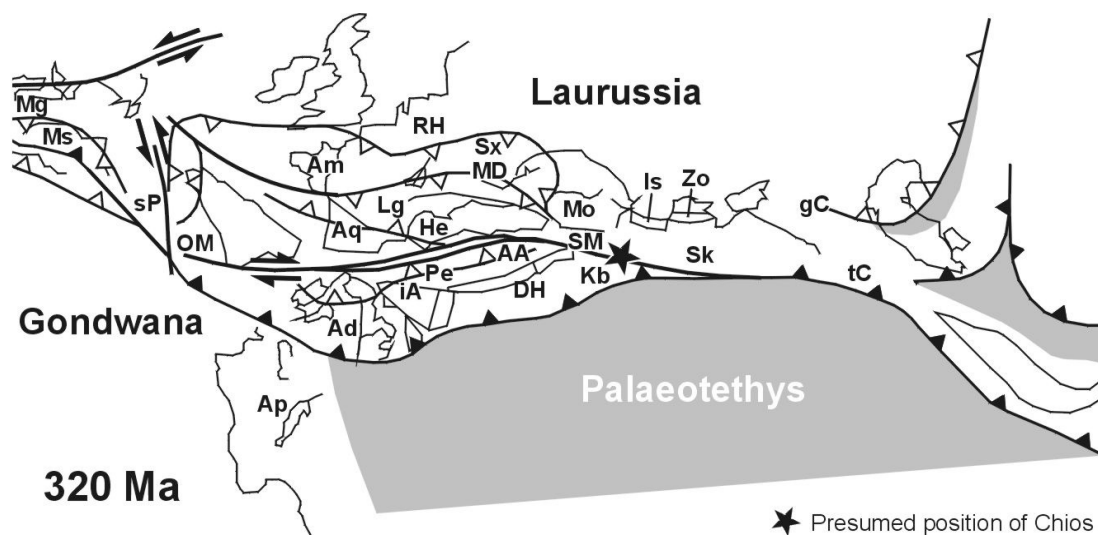 Laurussia
Mg
Ms
RH
Sx
Am
MD
Is
Zo
sP
Lg
Mo
gC
Aq
He
OM
SM
AA
Sk
Pe
Kb
tC
iA
DH
Gondwana
Ad
Palaeotethys
Ap
320 Ma
Presumed position of Chios